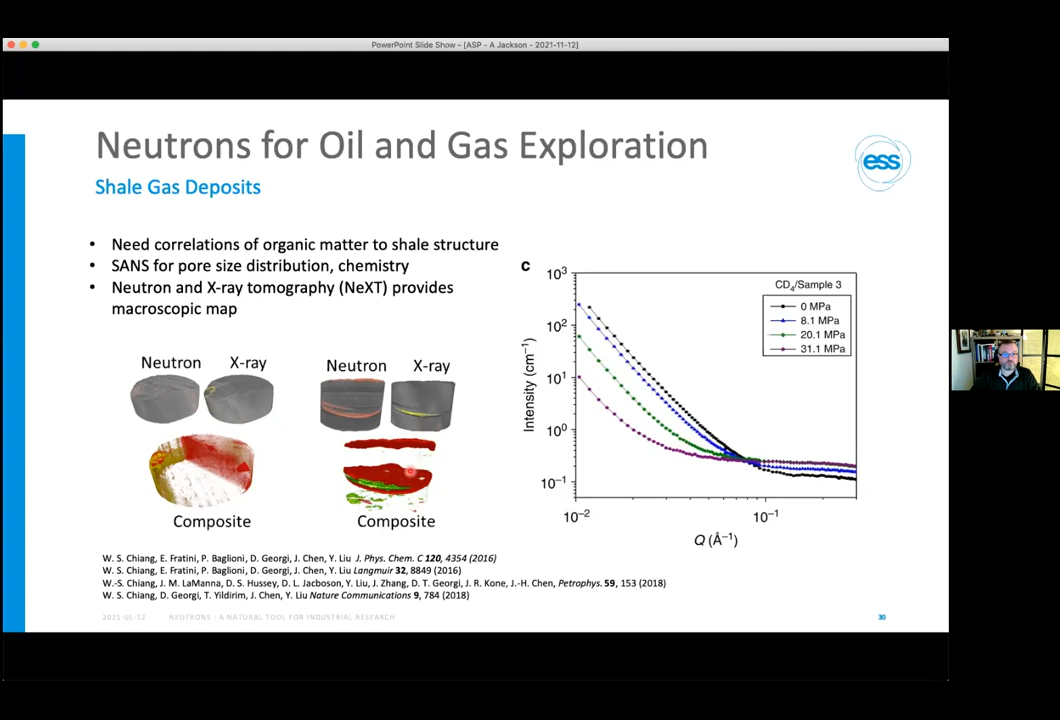 PowerPoint Slide Show - [ASP - A Jackson - 2021-11-12]
Neutrons for Oil and Gas Exploration
ess
Shale Gas Deposits
• Need correlations of organic matter to shale structure
• SANS for pore size distribution, chemistry
• Neutron and X-ray tomography (NeXT) provides
macroscopic map
Neutron X-ray
Composite
Neutron X-ray
Composite
c
CD₄/Sample 3
0 MPa
8.1 MPa
20.1 MPa
31.1 MPa
Intensity (cm⁻¹)
10³
10²
10¹
10⁰
10⁻¹
10⁻² 10⁻¹
Q (Å⁻¹)
W. S. Chiang, E. Fratini, P. Baglioni, D. Georgi, J. Chen, Y. Liu J. Phys. Chem. C 120, 4354 (2016)
W. S. Chiang, E. Fratini, P. Baglioni, D. Georgi, J. Chen, Y. Liu Langmuir 32, 8849 (2016)
W.-S. Chiang, J. M. LaManna, D. S. Hussey, D. L. Jacboson, Y. Liu, J. Zhang, D. T. Georgi, J. R. Kone, J.-H. Chen, Petrophys. 59, 153 (2018)
W. S. Chiang, D. Georgi, T. Yildirim, J. Chen, Y. Liu Nature Communications 9, 784 (2018)
2021-01-12 NEUTRONS : A NATURAL TOOL FOR INDUSTRIAL RESEARCH 30